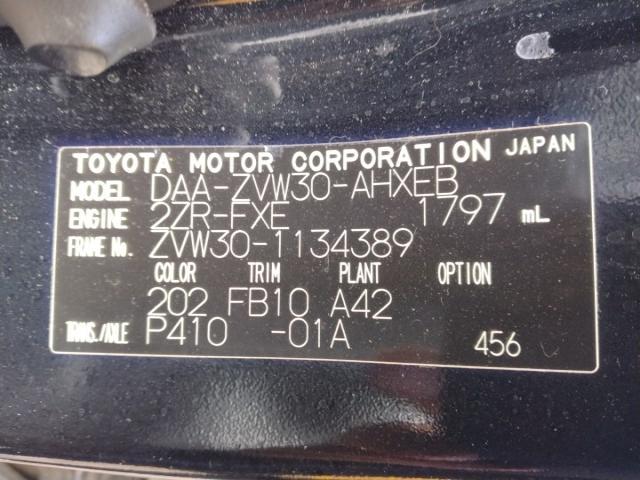 TOYOTA MOTOR CORPORATION JAPAN
MODEL DAA-ZVW30-AHXEB
ENGINE 2ZR-FXE 1797 mL
FRAME No. ZVW30-1134389
COLOR TRIM PLANT OPTION
202 FB10 A42
TRANS./AXLE P410 -01A 456